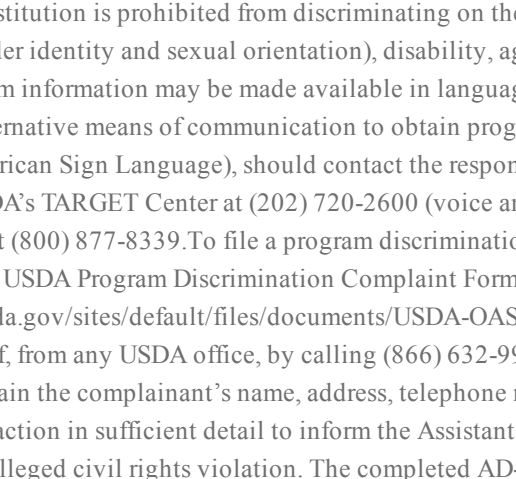 stitution is prohibited from discriminating on the
ler identity and sexual orientation), disability, ag
m information may be made available in languag
ernative means of communication to obtain prog
rican Sign Language), should contact the respon
DA’s TARGET Center at (202) 720-2600 (voice an
t (800) 877-8339.To file a program discriminatio
USDA Program Discrimination Complaint Form
da.gov/sites/default/files/documents/USDA-OAS
f, from any USDA office, by calling (866) 632-99
ain the complainant’s name, address, telephone n
action in sufficient detail to inform the Assistant
lleged civil rights violation. The completed AD-